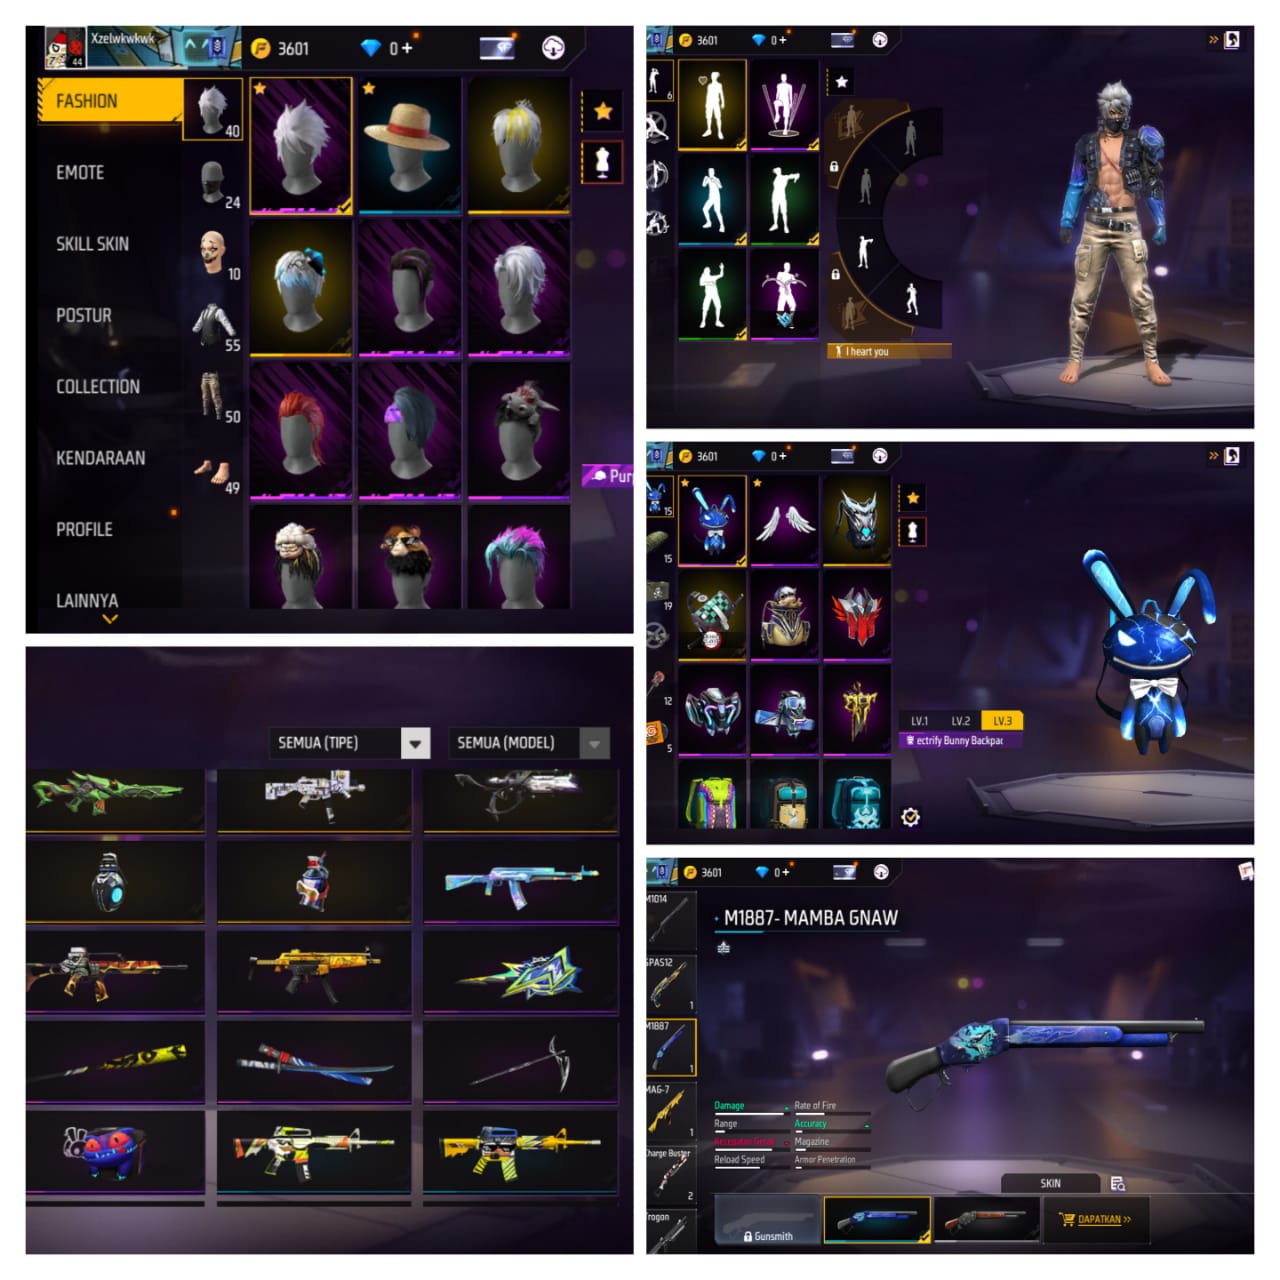 Xzelwkwkwk
44
3601
0+
FASHION
EMOTE
SKILL SKIN
POSTUR
COLLECTION
KENDARAAN
PROFILE
LAINNYA
40
24
10
55
50
49
3601
0+
6
I heart you
3601
0+
15
15
19
12
5
LV.1
LV.2
LV.3
ectrify Bunny Backpac
SEMUA (TIPE)
SEMUA (MODEL)
3601
0+
M1014
SPAS12
1
M1887
1
MAG-7
1
Charge Buster
2
Trogon
M1887- MAMBA GNAW
Damage
Rate of Fire
Range
Accuracy
Magazine
Reload Speed
Armor Penetration
SKIN
Gunsmith
DAPATKAN >>